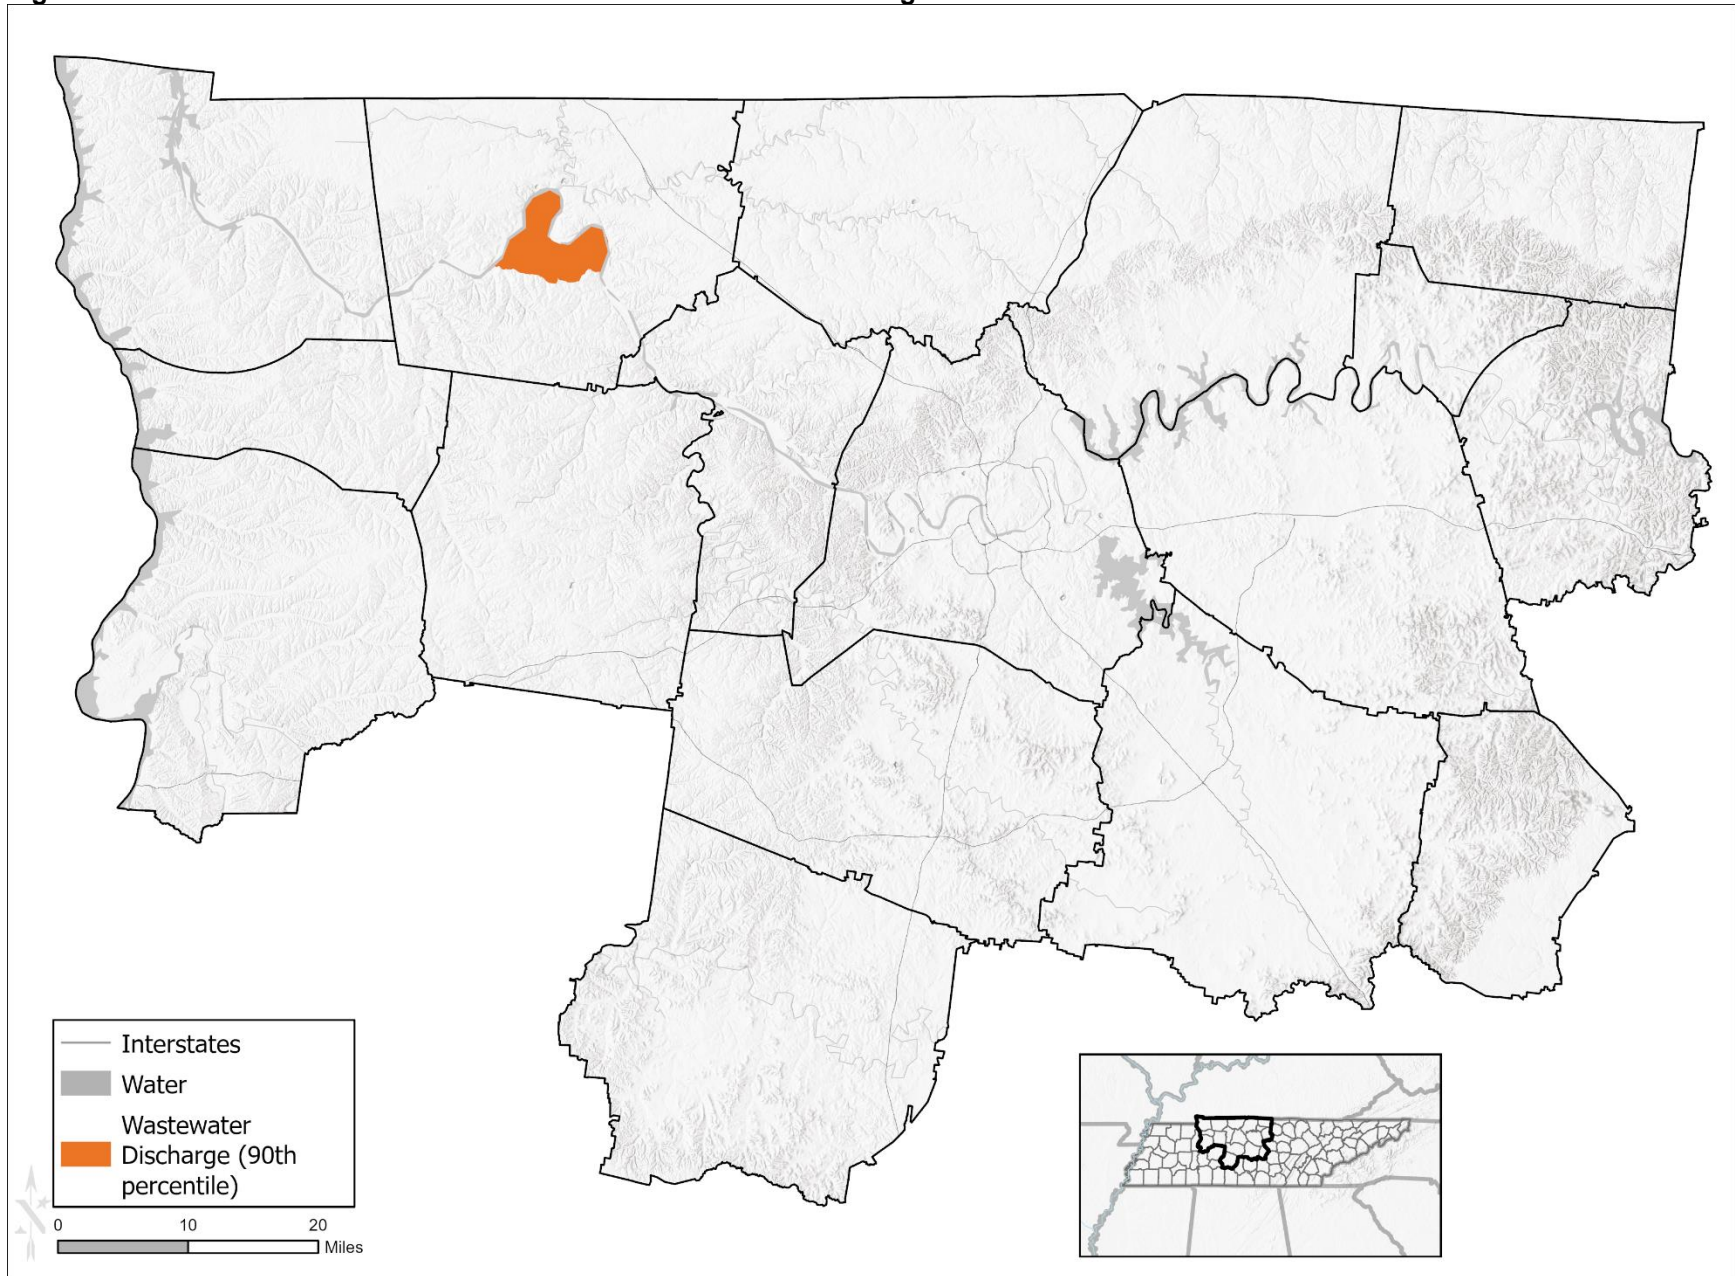 Interstates
Water
Wastewater
Discharge (90th
percentile)
0 10 20
Miles